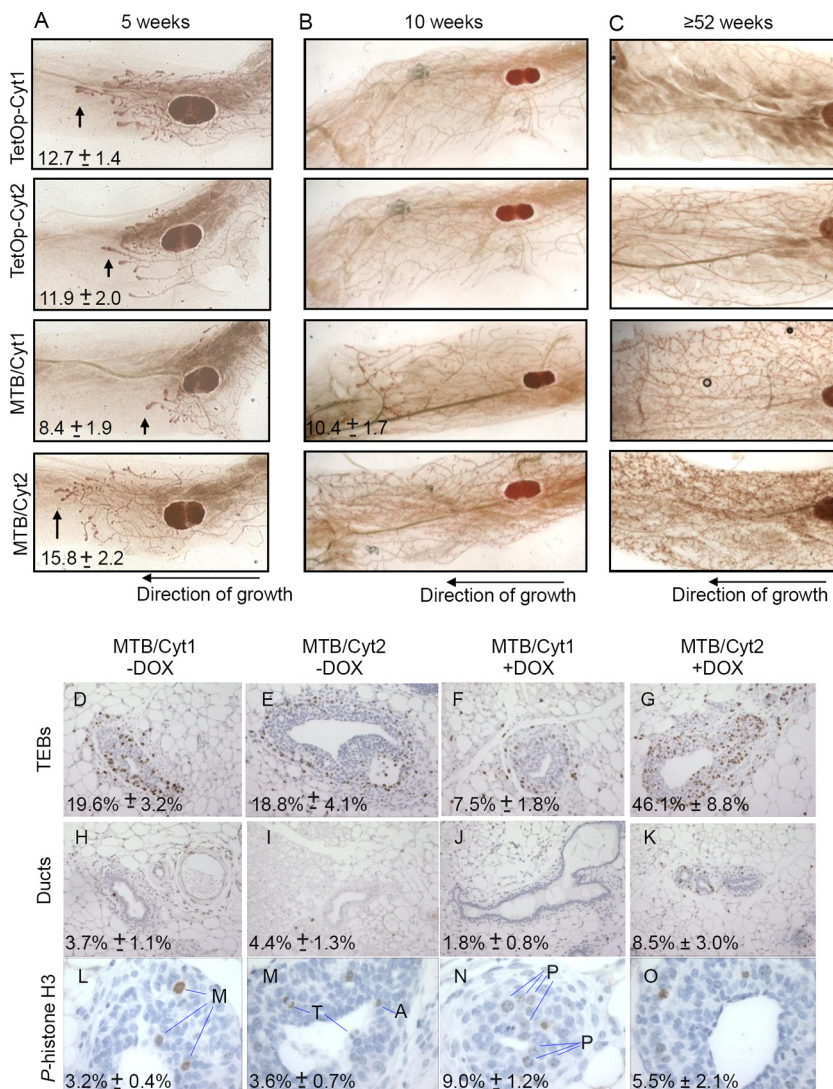 A 5 weeks B 10 weeks C ≥52 weeks
TetOp-Cyt1
12.7 ± 1.4
TetOp-Cyt2
11.9 ± 2.0
MTB/Cyt1
8.4 ± 1.9
10.4 ± 1.7
MTB/Cyt2
15.8 ± 2.2
Direction of growth Direction of growth Direction of growth
MTB/Cyt1 MTB/Cyt2 MTB/Cyt1 MTB/Cyt2
-DOX -DOX +DOX +DOX
TEBs
D E F G
19.6% ± 3.2% 18.8% ± 4.1% 7.5% ± 1.8% 46.1% ± 8.8%
Ducts
H I J K
3.7% ± 1.1% 4.4% ± 1.3% 1.8% ± 0.8% 8.5% ± 3.0%
P-histone H3
L M N O
M T A P P
3.2% ± 0.4% 3.6% ± 0.7% 9.0% ± 1.2% 5.5% ± 2.1%